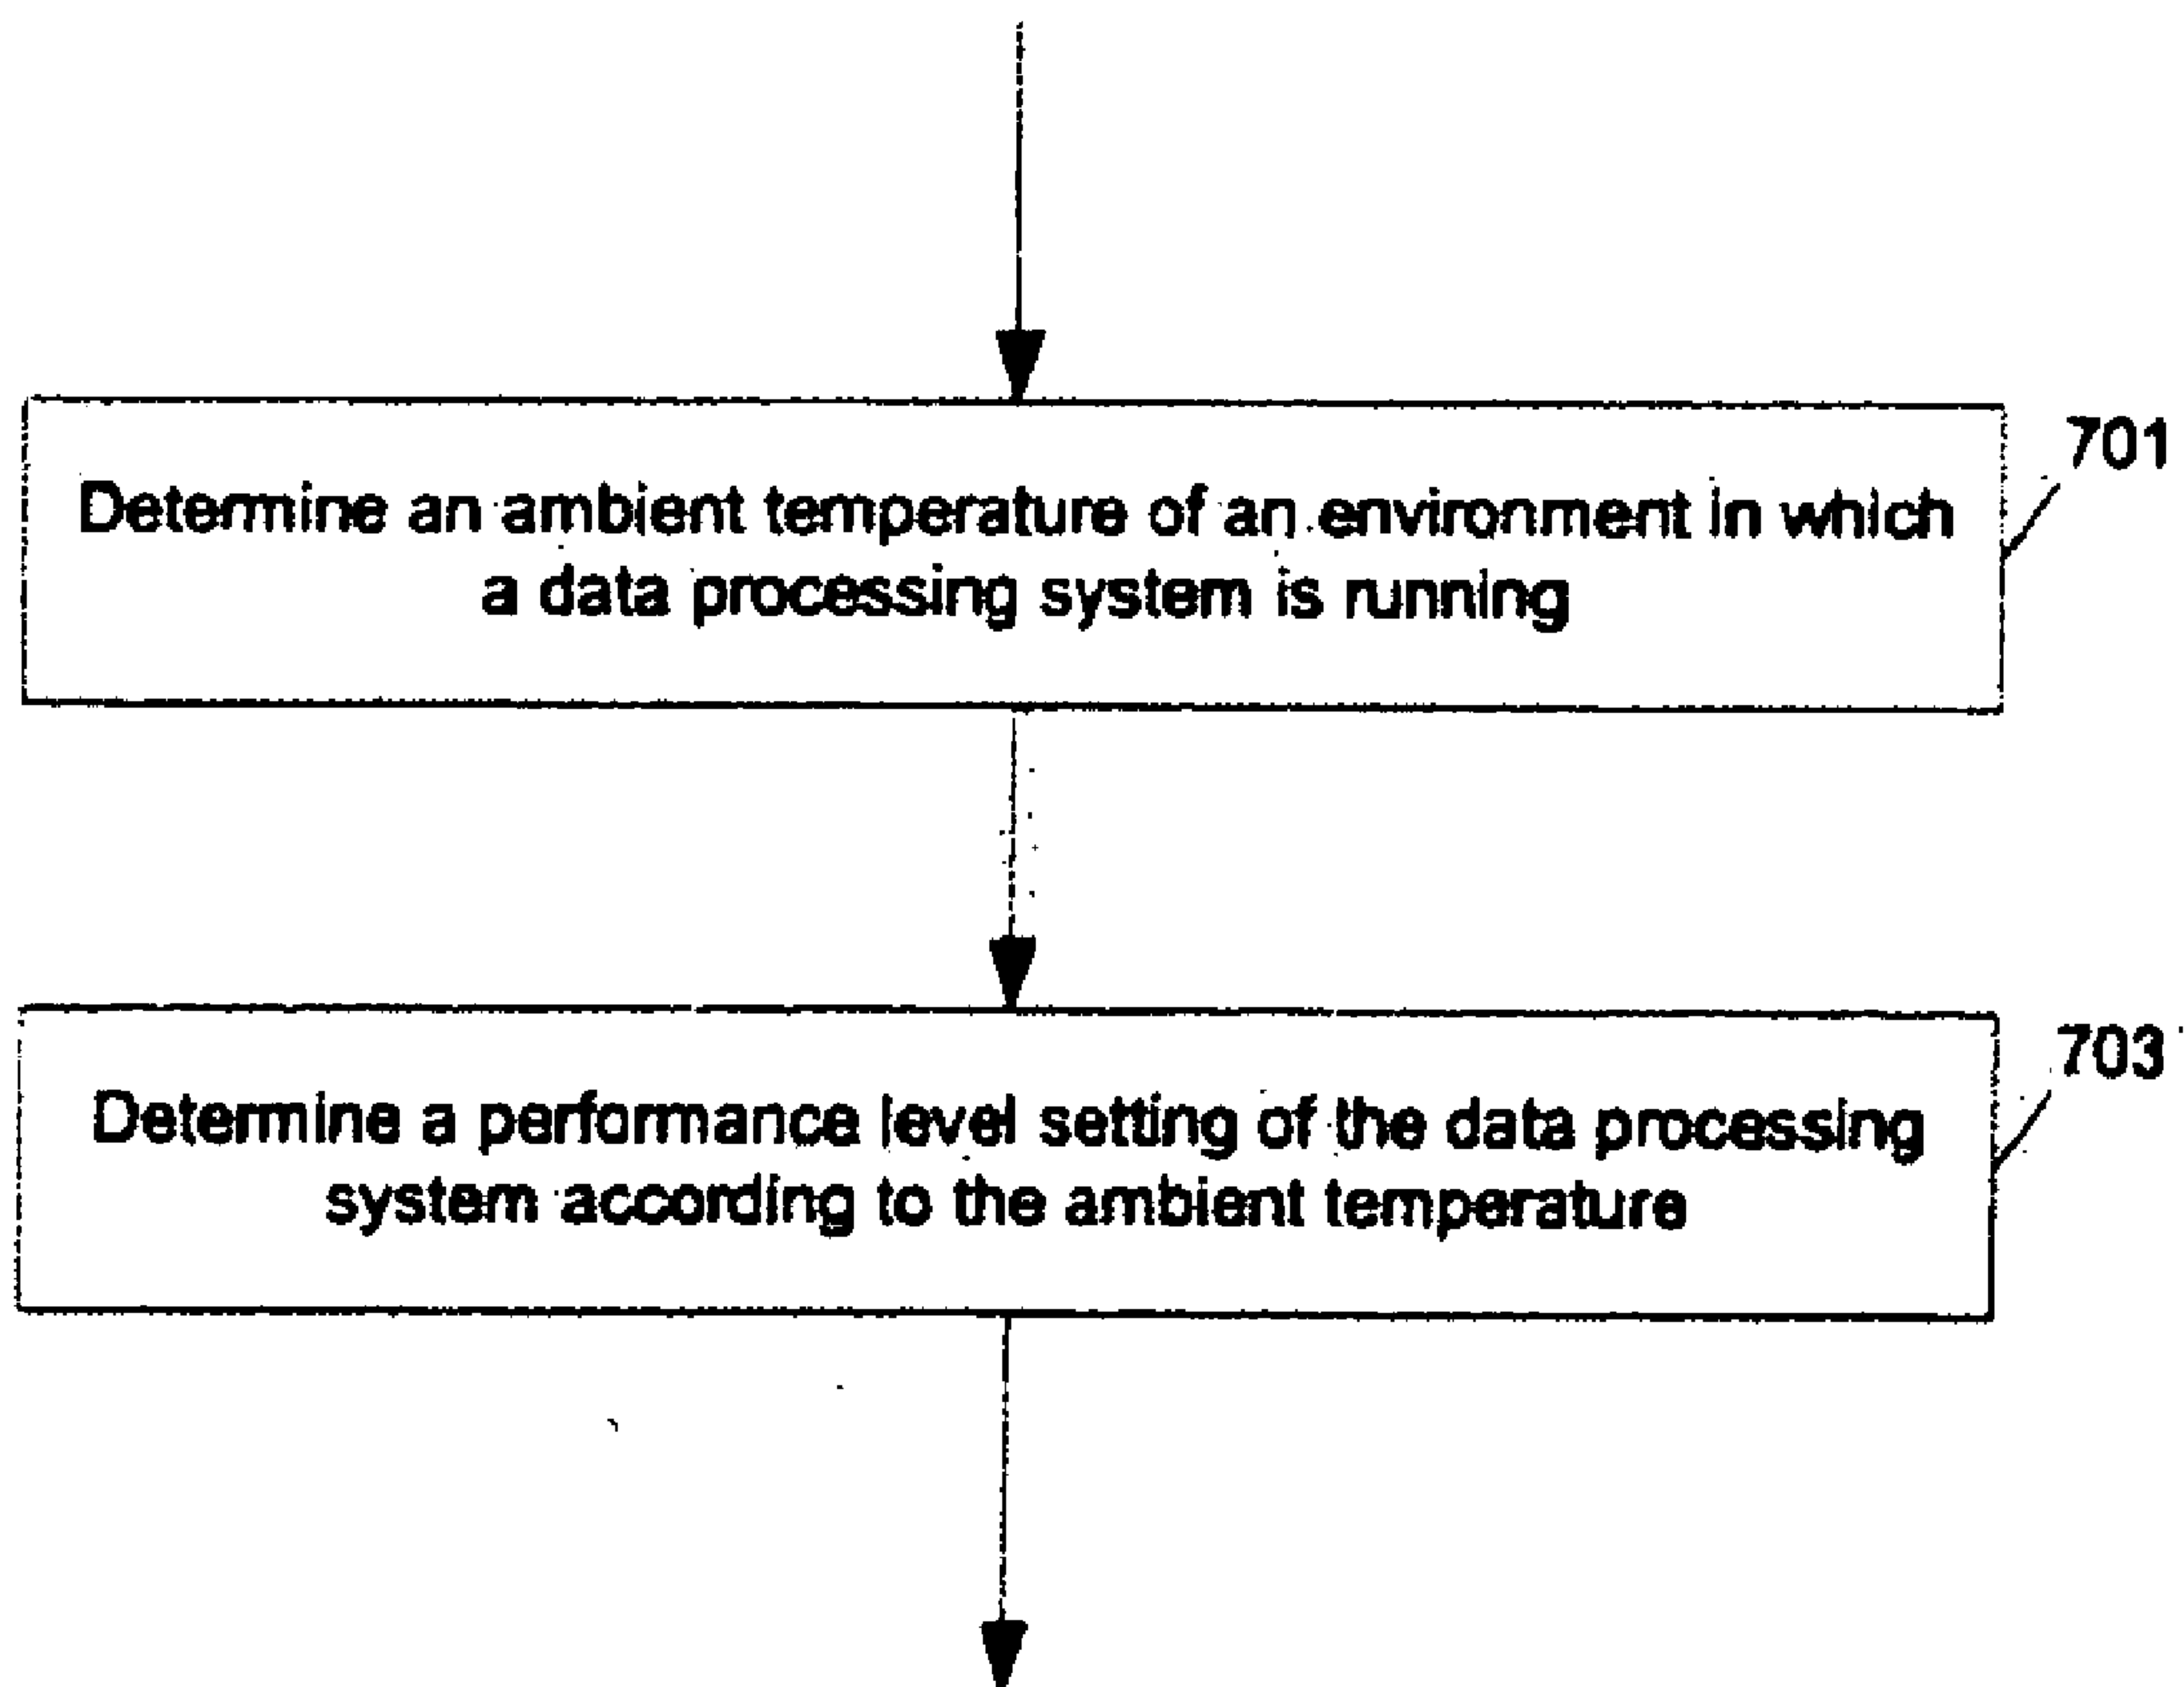 701
Determine an ambient temperature of an environment in which
a data processing system is running
703
Determine a performance level setting of the data processing
system according to the ambient temperature